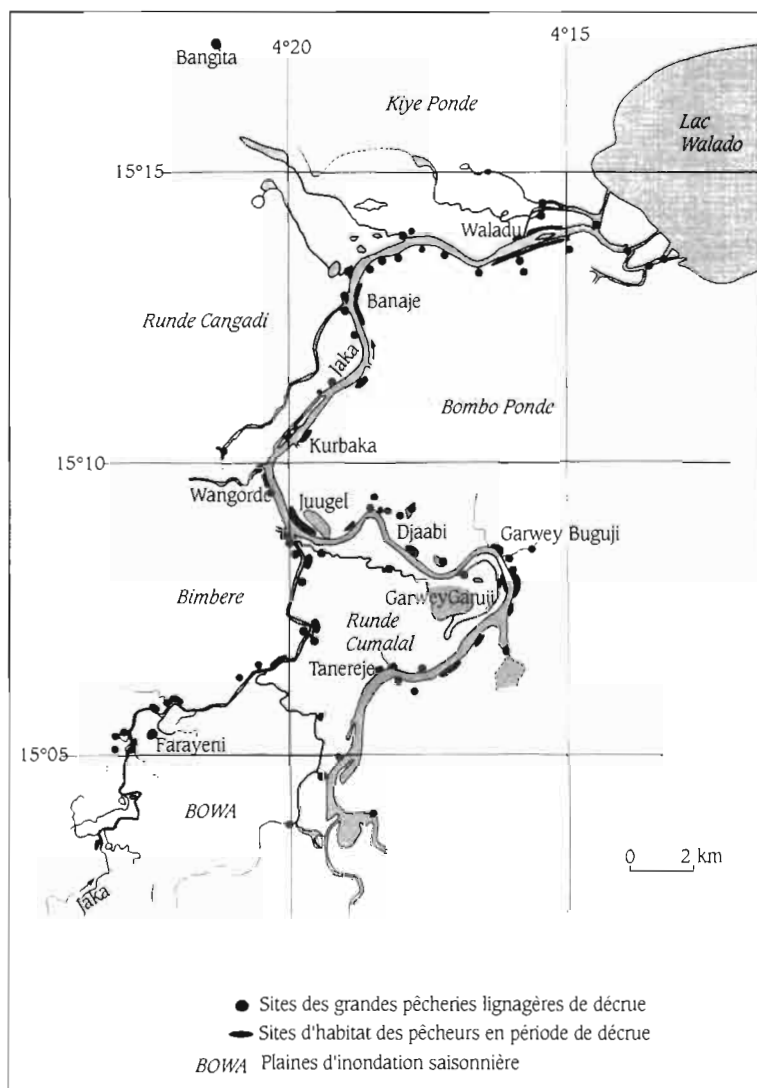 4°20
4°15
Bangita
Kiye Ponde
Lac
Walado
15°15
Waladu
Banaje
Runde Cangadi
Jaka
Bombo Ponde
Kurbaka
15°10
Wangorde
Juugel
Djaabi
Garwey Buguji
Bimbere
GarweyGaruji
Runde
Cumalal
Tanereje
Farayeni
15°05
BOWA
0 2 km
Jaka
Sites des grandes pêcheries lignagères de décrue
Sites d'habitat des pêcheurs en période de décrue
BOWA Plaines d'inondation saisonnière